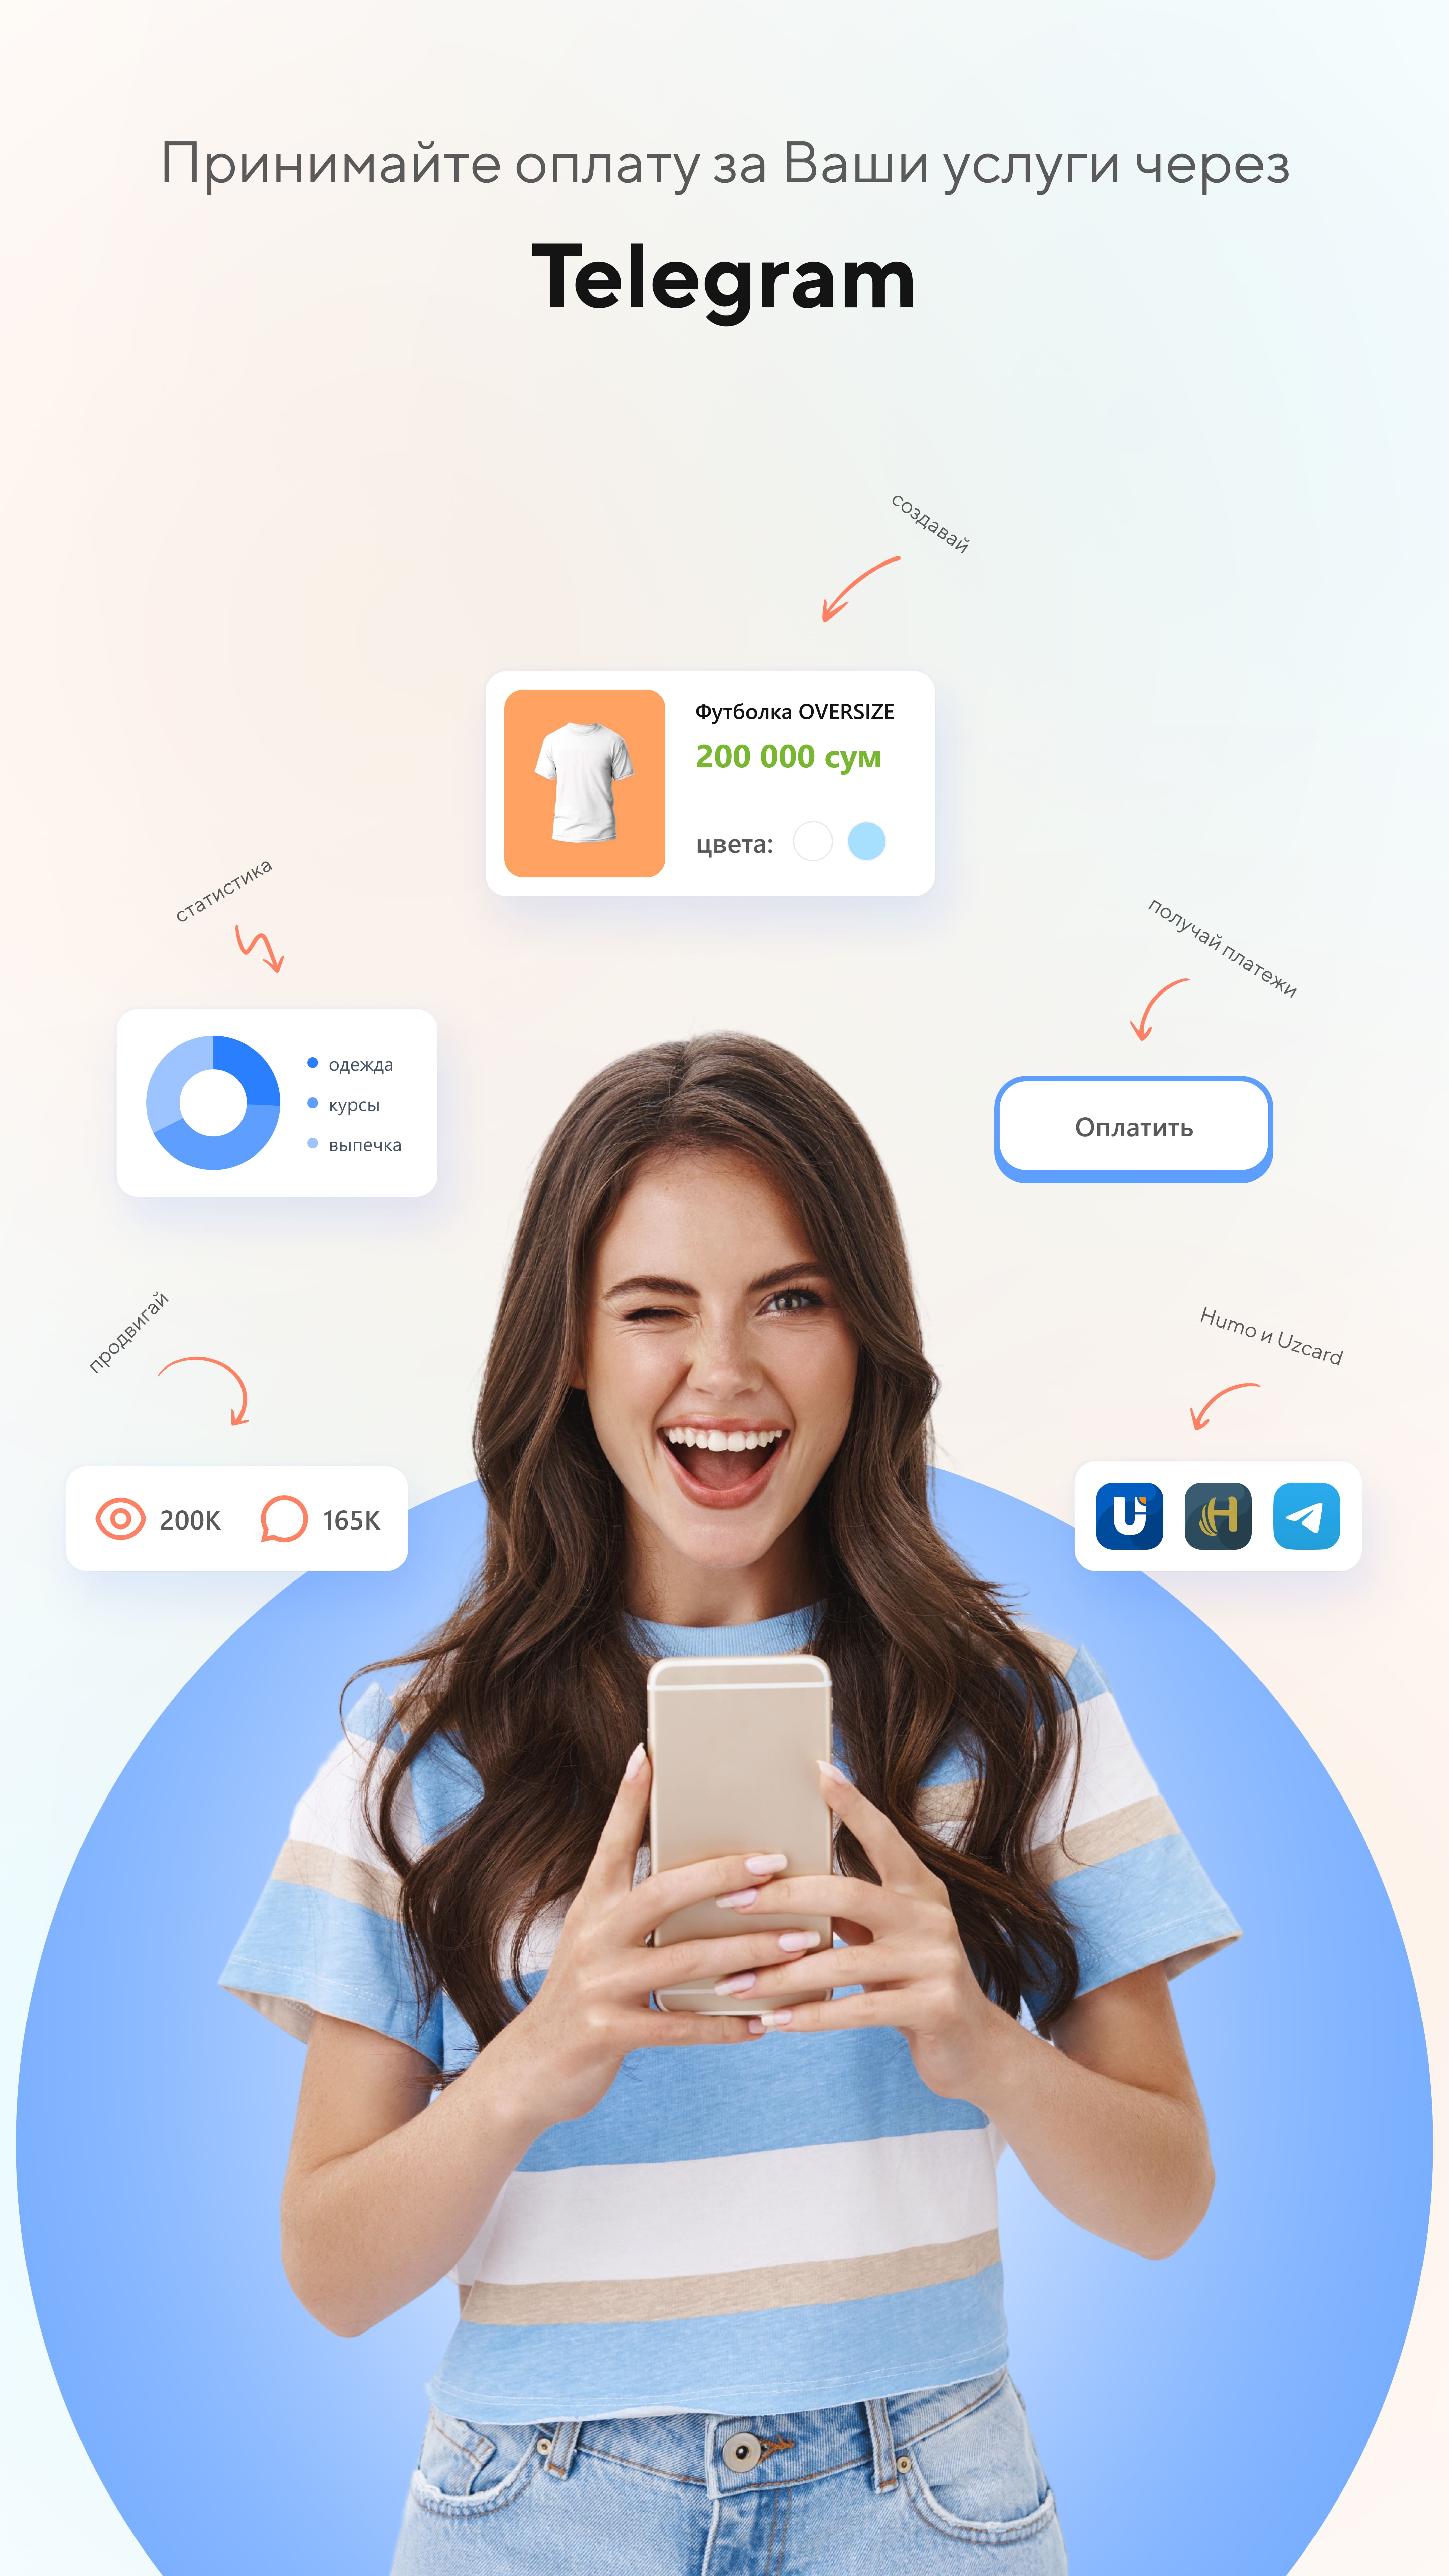 Принимайте оплату за Ваши услуги через
Telegram
создавай
Футболка OVERSIZE
200 000 сум
цвета:
статистика
одежда
курсы
выпечка
получай платежи
Оплатить
продвигай
200K
165K
Humo и Uzcard